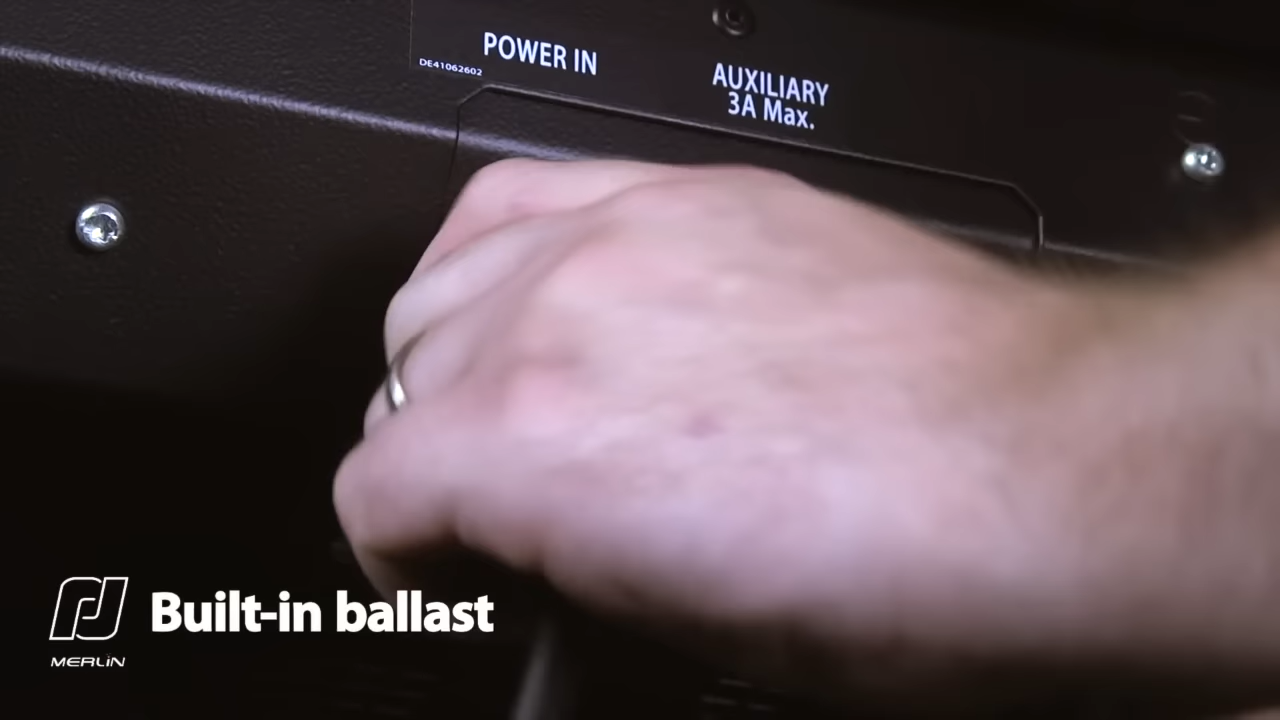 POWER IN
DE41062602
AUXILIARY
3A Max.
Built-in ballast
MERLIN